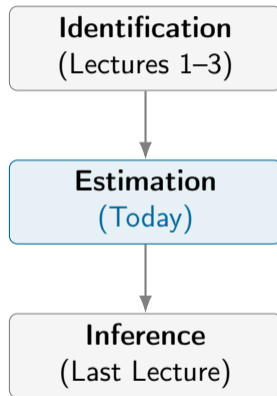 Identification
(Lectures 1–3)
Estimation
(Today)
Inference
(Last Lecture)